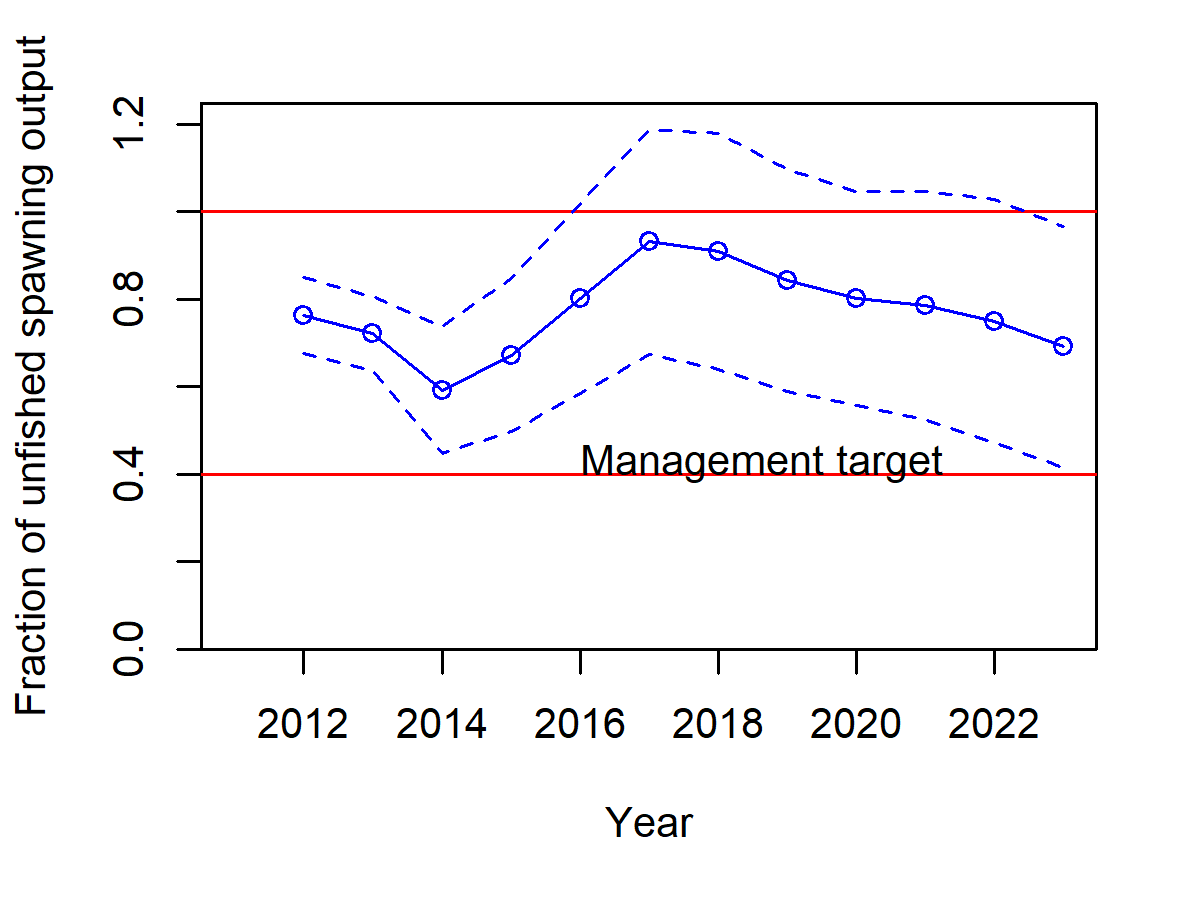 Fraction of unfished spawning output
1.2
0.8
0.4
0.0
Management target
2012 2014 2016 2018 2020 2022
Year